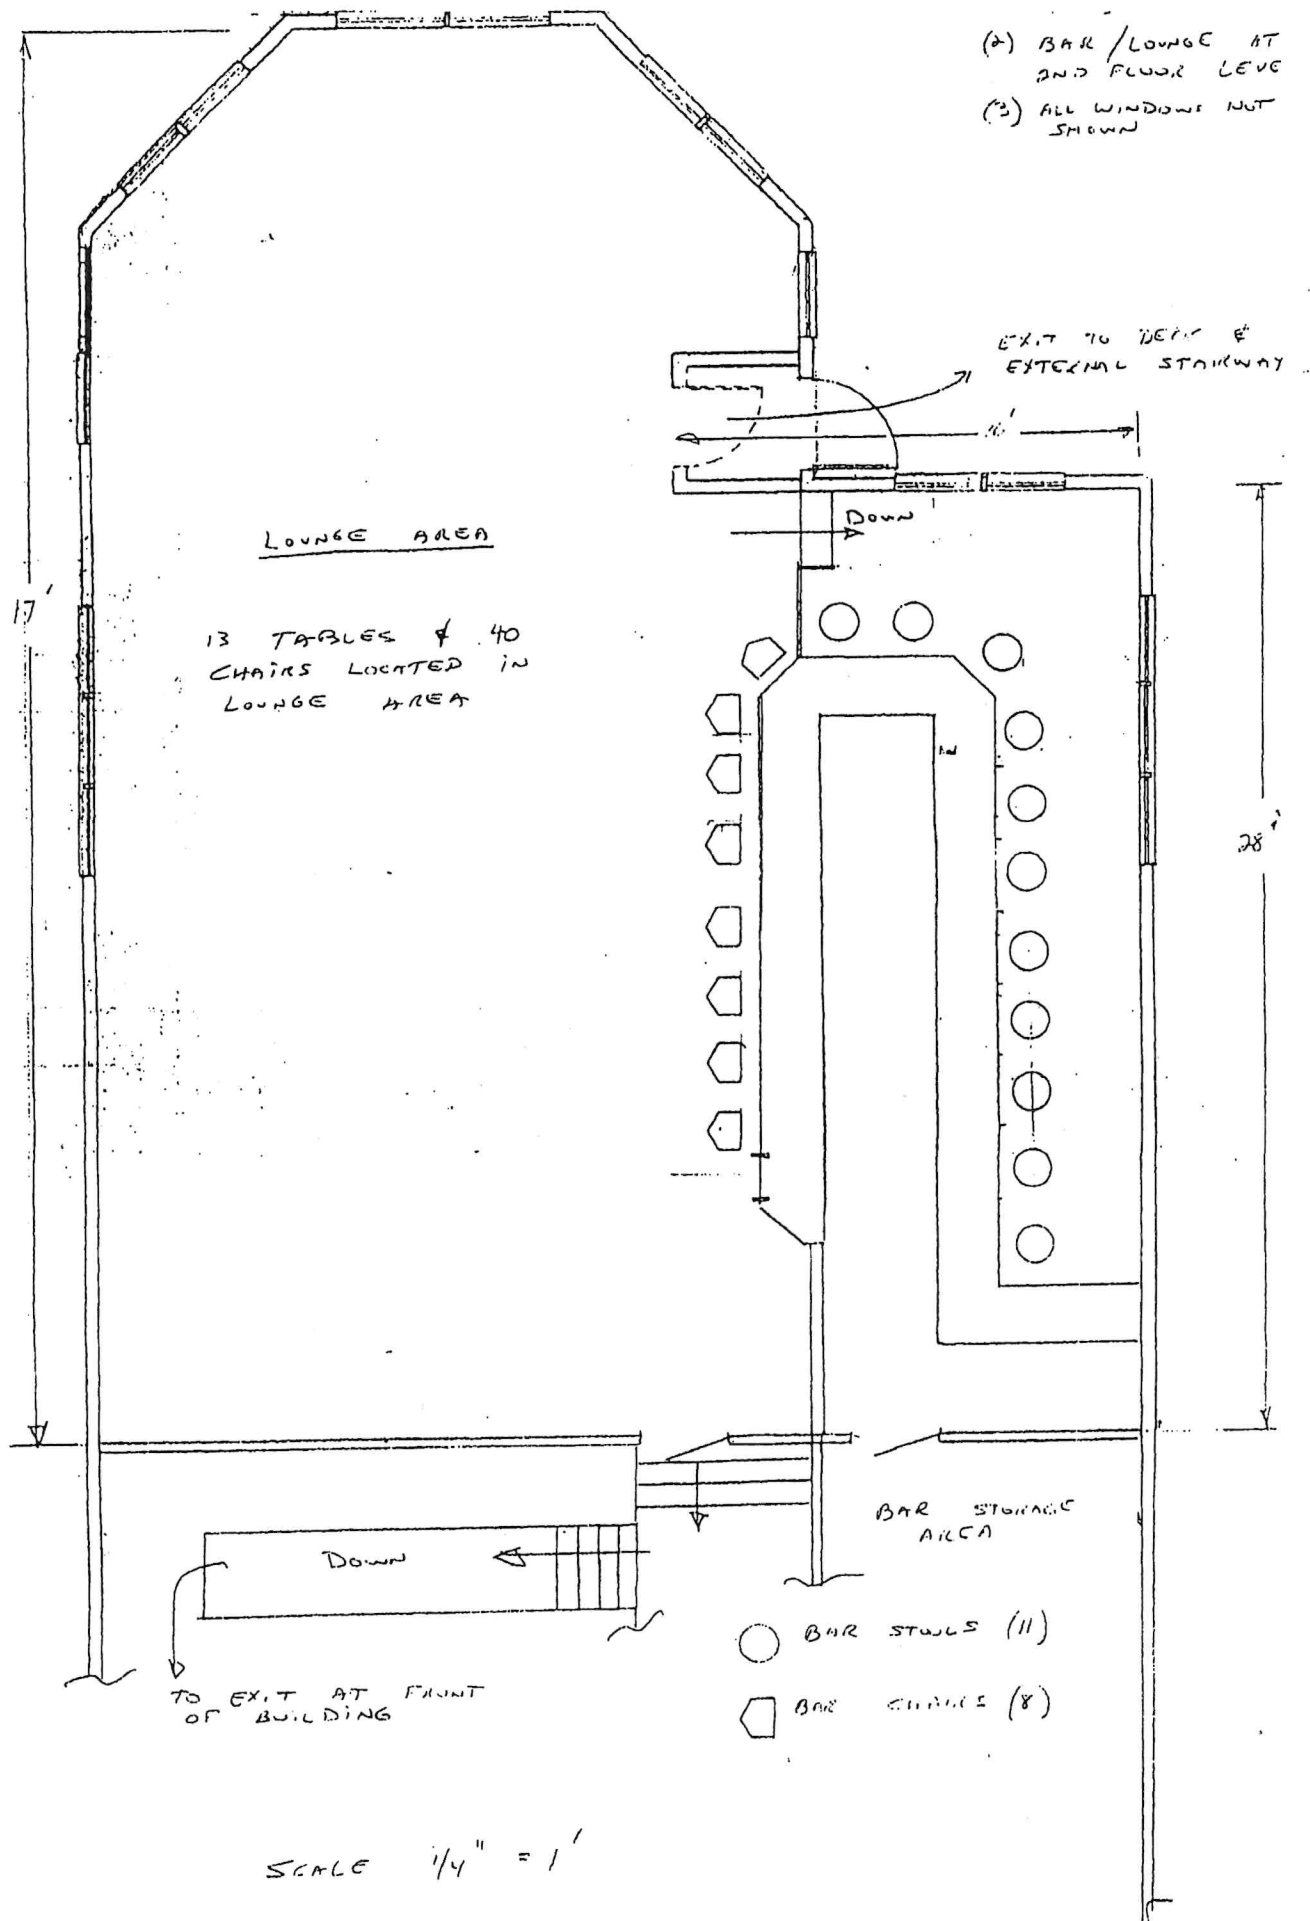 (2) BAR / LOUNGE AT
2ND FLOOR LEVE
(3) ALL WINDOWS NOT
SHOWN
EXIT TO DECK &
EXTERNAL STAIRWAY
16'
DOWN
LOUNGE AREA
17'
13 TABLES & 40
CHAIRS LOCATED IN
LOUNGE AREA
28'
BAR STORAGE
AREA
DOWN
BAR STOOLS (11)
TO EXIT AT FRONT
OF BUILDING
BAR CHAIRS (8)
SCALE 1/4" = 1'